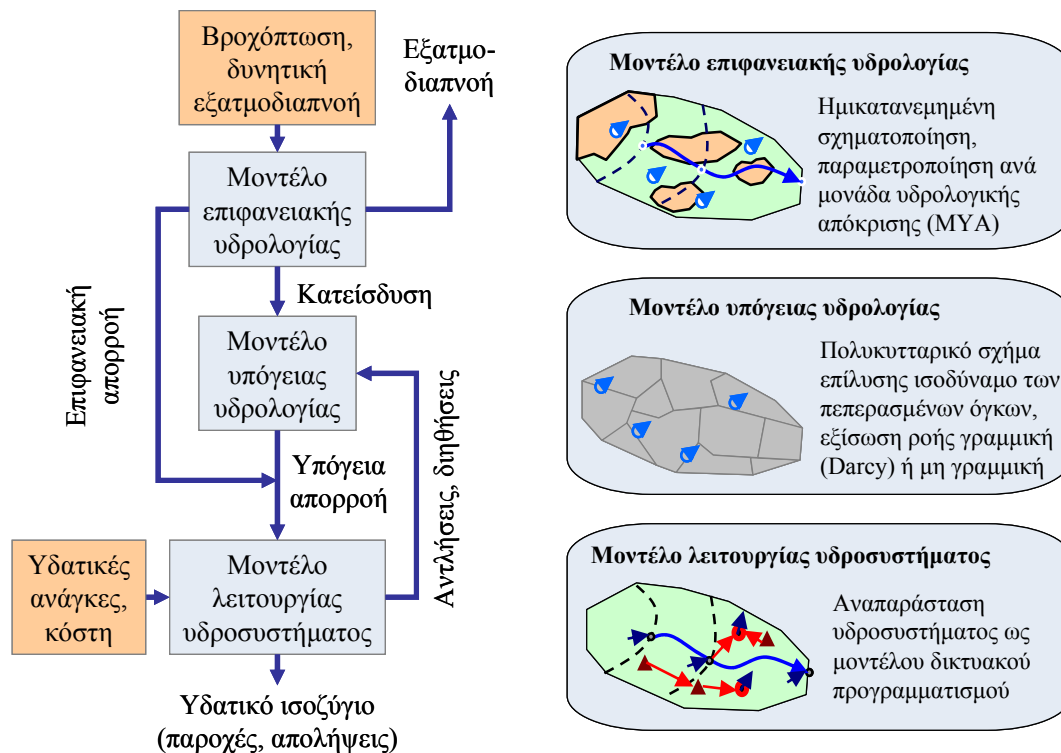 Βροχόπτωση,
δυνητική
εξατμοδιαπνοή
Εξατμο-
διαπνοή
Μοντέλο
επιφανειακής
υδρολογίας
Επιφανειακή
απορροή
Κατείσδυση
Μοντέλο
υπόγειας
υδρολογίας
Αντλήσεις, διηθήσεις
Υπόγεια
απορροή
Υδατικές
ανάγκες,
κόστη
Μοντέλο
λειτουργίας
υδροσυστήματος
Υδατικό ισοζύγιο
(παροχές, απολήψεις)
Μοντέλο επιφανειακής υδρολογίας
Ημικατανεμημένη
σχηματοποίηση,
παραμετροποίηση ανά
μονάδα υδρολογικής
απόκρισης (ΜΥΑ)
Μοντέλο υπόγειας υδρολογίας
Πολυκυτταρικό σχήμα
επίλυσης ισοδύναμο των
πεπερασμένων όγκων,
εξίσωση ροής γραμμική
(Darcy) ή μη γραμμική
Μοντέλο λειτουργίας υδροσυστήματος
Αναπαράσταση
υδροσυστήματος ως
μοντέλου δικτυακού
προγραμματισμού